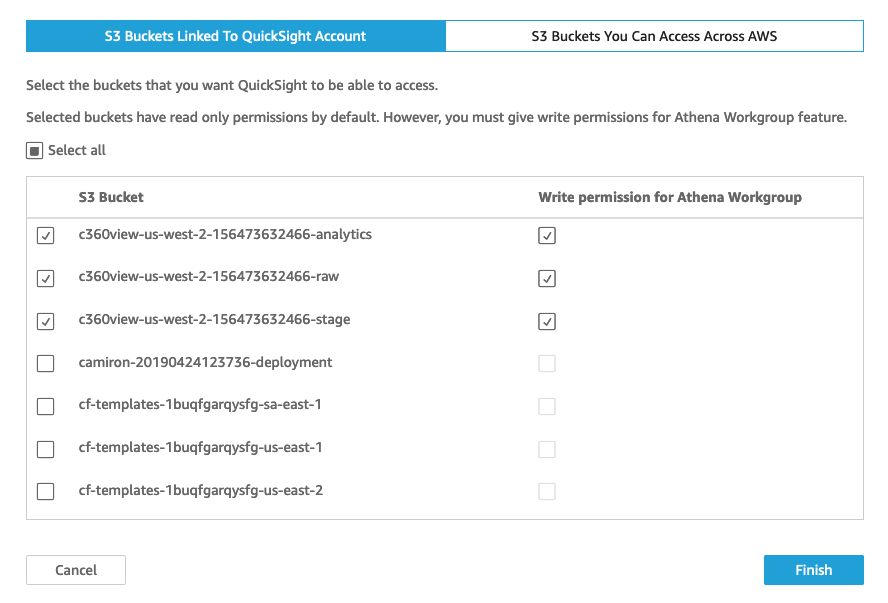 S3 Buckets Linked To QuickSight Account
S3 Buckets You Can Access Across AWS
Select the buckets that you want QuickSight to be able to access.
Selected buckets have read only permissions by default. However, you must give write permissions for Athena Workgroup feature.
Select all
S3 Bucket
Write permission for Athena Workgroup
c360view-us-west-2-156473632466-analytics
c360view-us-west-2-156473632466-raw
c360view-us-west-2-156473632466-stage
camiron-20190424123736-deployment
cf-templates-1buqfgarqysfg-sa-east-1
cf-templates-1buqfgarqysfg-us-east-1
cf-templates-1buqfgarqysfg-us-east-2
Cancel
Finish